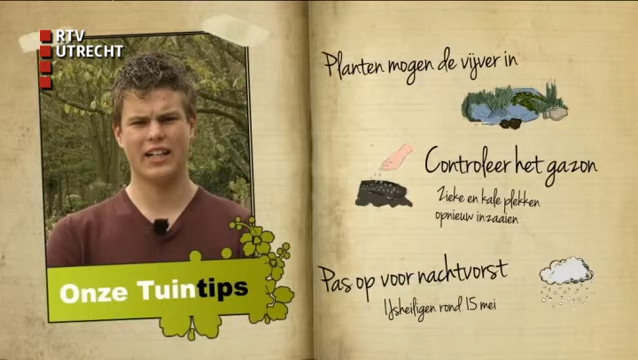 RTV
UTRECHT
Planten mogen de vijver in
Controleer het gazon
Zieke en kale plekken
opnieuw inzaaien
Pas op voor nachtvorst
IJsheiligen rond 15 mei
Onze Tuintips